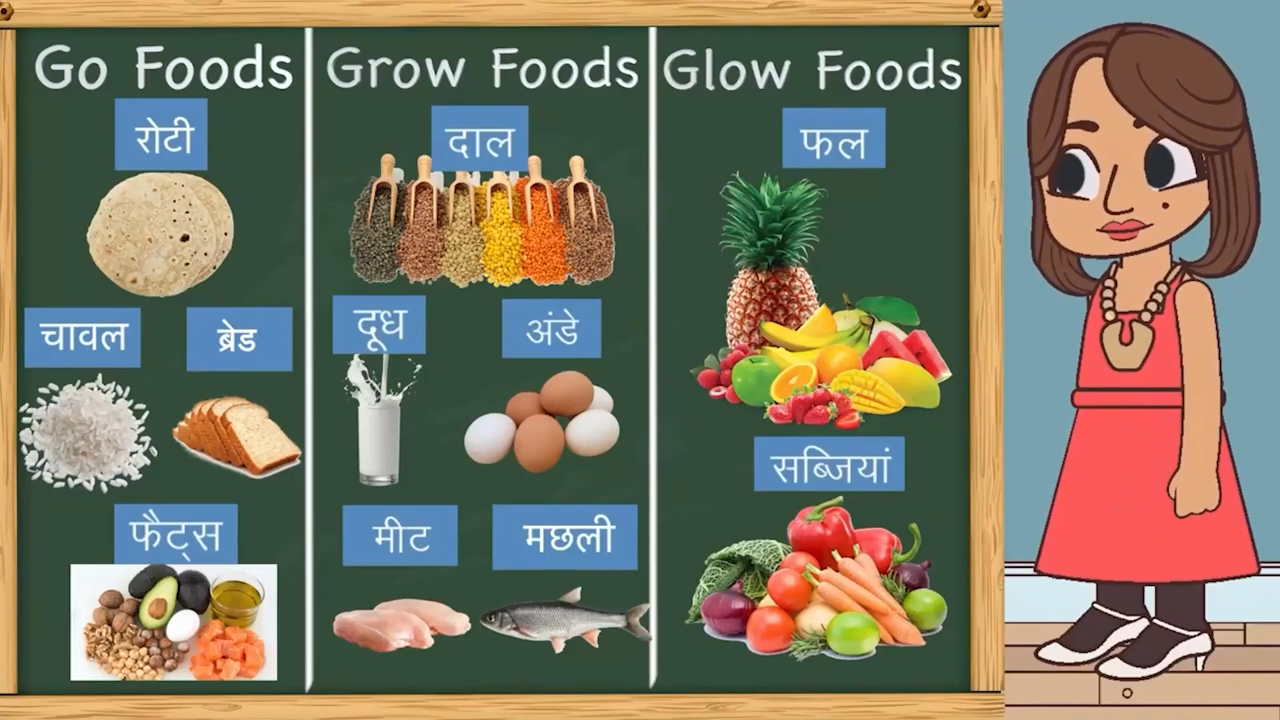 Go Foods
रोटी
चावल
ब्रेड
फैट्स
Grow Foods
दाल
दूध
अंडे
मीट
मछली
Glow Foods
फल
सब्जियां